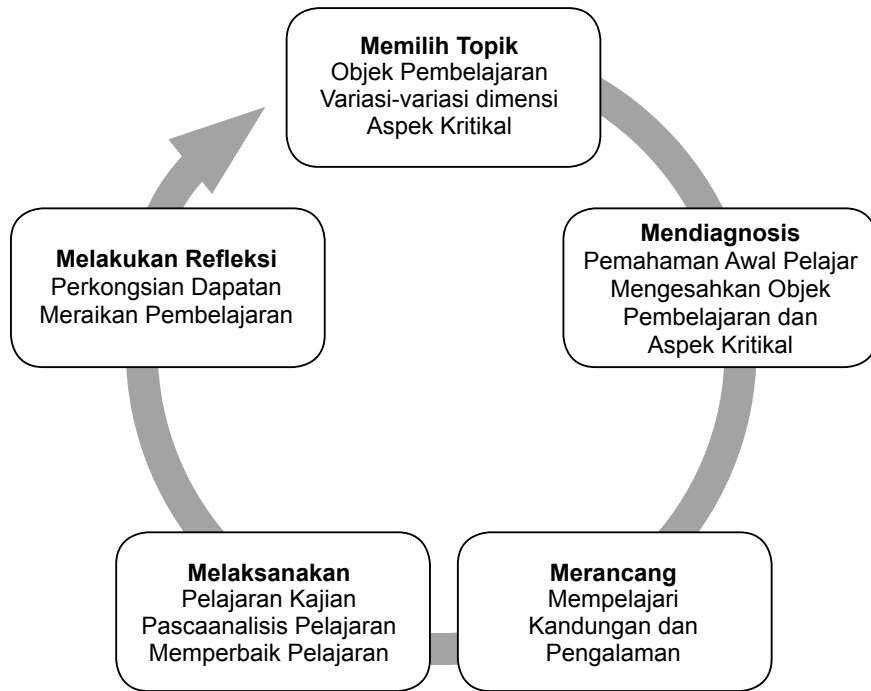 Memilih Topik
Objek Pembelajaran
Variasi-variasi dimensi
Aspek Kritikal
Mendiagnosis
Pemahaman Awal Pelajar
Mengesahkan Objek
Pembelajaran dan
Aspek Kritikal
Merancang
Mempelajari
Kandungan dan
Pengalaman
Melaksanakan
Pelajaran Kajian
Pascaanalisis Pelajaran
Memperbaik Pelajaran
Melakukan Refleksi
Perkongsian Dapatan
Meraikan Pembelajaran